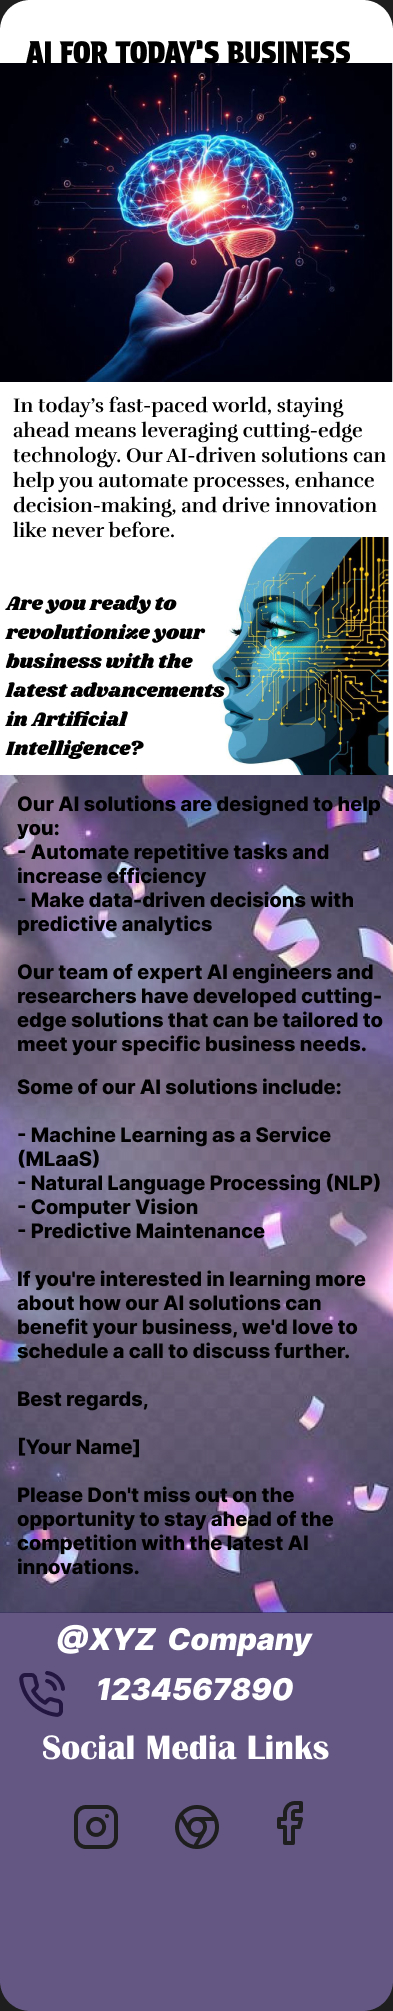 AI FOR TODAY'S BUSINESS
In today's fast-paced world, staying
ahead means leveraging cutting-edge
technology. Our AI-driven solutions can
help you automate processes, enhance
decision-making, and drive innovation
like never before.
Are you ready to
revolutionize your
business with the
latest advancements
in Artificial
Intelligence?
Our AI solutions are designed to help
you:
- Automate repetitive tasks and
increase efficiency
- Make data-driven decisions with
predictive analytics
Our team of expert AI engineers and
researchers have developed cutting-
edge solutions that can be tailored to
meet your specific business needs.
Some of our AI solutions include:
- Machine Learning as a Service
(MLaaS)
- Natural Language Processing (NLP)
- Computer Vision
- Predictive Maintenance
If you're interested in learning more
about how our AI solutions can
benefit your business, we'd love to
schedule a call to discuss further.
Best regards,
[Your Name]
Please Don't miss out on the
opportunity to stay ahead of the
competition with the latest AI
innovations.
@XYZ Company
1234567890
Social Media Links